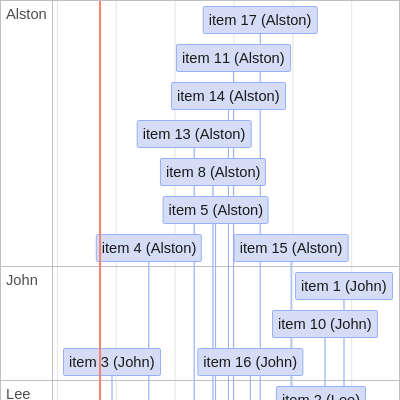 Alston
item 17 (Alston)
item 11 (Alston)
item 14 (Alston)
item 13 (Alston)
item 8 (Alston)
item 5 (Alston)
item 4 (Alston)
item 15 (Alston)
John
item 1 (John)
item 10 (John)
item 3 (John)
item 16 (John)
Lee
item 2 (Lee)